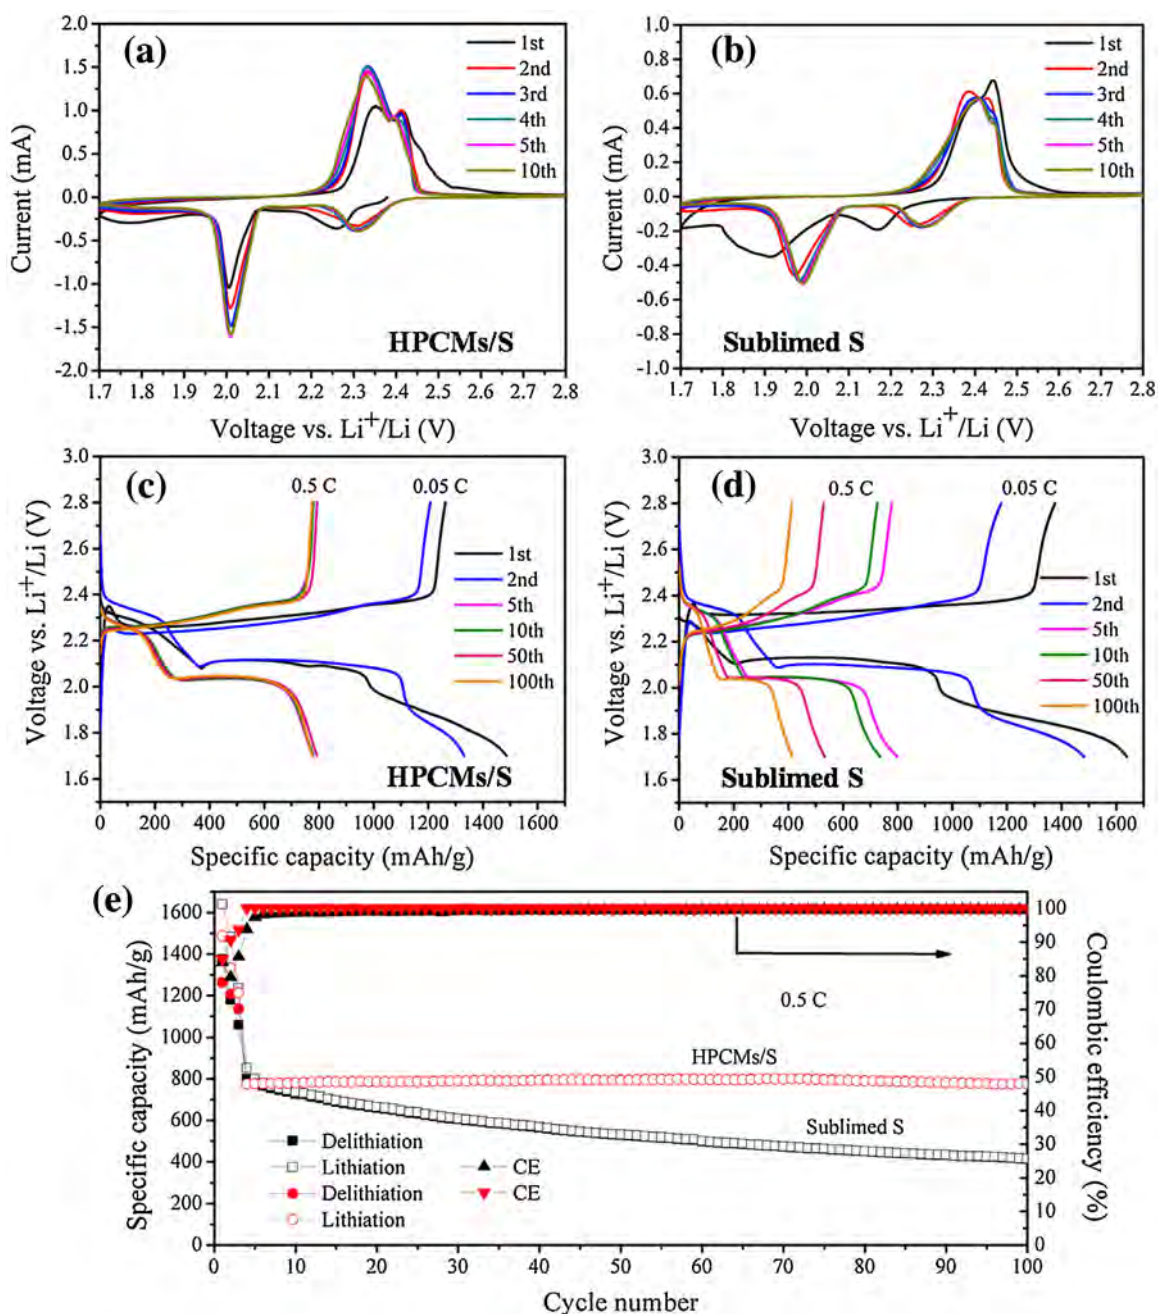 (a)
1st
2nd
3rd
4th
5th
10th
HPCMs/S
Current (mA)
2.0
1.5
1.0
0.5
0.0
-0.5
-1.0
-1.5
-2.0
1.7 1.8 1.9 2.0 2.1 2.2 2.3 2.4 2.5 2.6 2.7 2.8
Voltage vs. Li⁺/Li (V)
(b)
1st
2nd
3rd
4th
5th
10th
Sublimed S
Current (mA)
1.0
0.8
0.6
0.4
0.2
0.0
-0.2
-0.4
-0.6
-0.8
-1.0
1.7 1.8 1.9 2.0 2.1 2.2 2.3 2.4 2.5 2.6 2.7 2.8
Voltage vs. Li⁺/Li (V)
(c)
0.5 C 0.05 C
1st
2nd
5th
10th
50th
100th
HPCMs/S
Voltage vs. Li⁺/Li (V)
3.0
2.8
2.6
2.4
2.2
2.0
1.8
1.6
0 200 400 600 800 1000 1200 1400 1600
Specific capacity (mAh/g)
(d)
0.5 C 0.05 C
1st
2nd
5th
10th
50th
100th
Sublimed S
Voltage vs. Li⁺/Li (V)
3.0
2.8
2.6
2.4
2.2
2.0
1.8
1.6
0 200 400 600 800 1000 1200 1400 1600
Specific capacity (mAh/g)
(e)
0.5 C
HPCMs/S
Sublimed S
Delithiation
Lithiation CE
Delithiation CE
Lithiation
Specific capacity (mAh/g)
1600
1400
1200
1000
800
600
400
200
0
Coulombic efficiency (%)
100
90
80
70
60
50
40
30
20
10
0
0 10 20 30 40 50 60 70 80 90 100
Cycle number